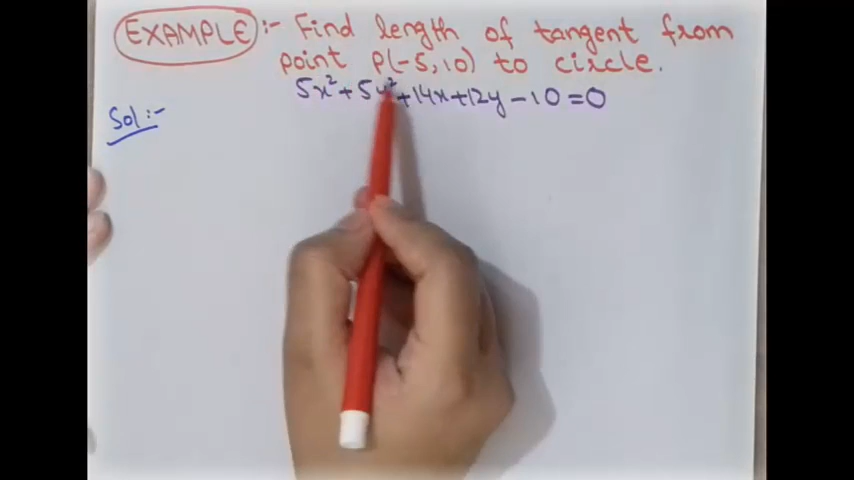 EXAMPLE:- Find length of tangent from
point P(-5, 10) to circle.
5x²+5y²+14x+12y-10=0
Sol:-